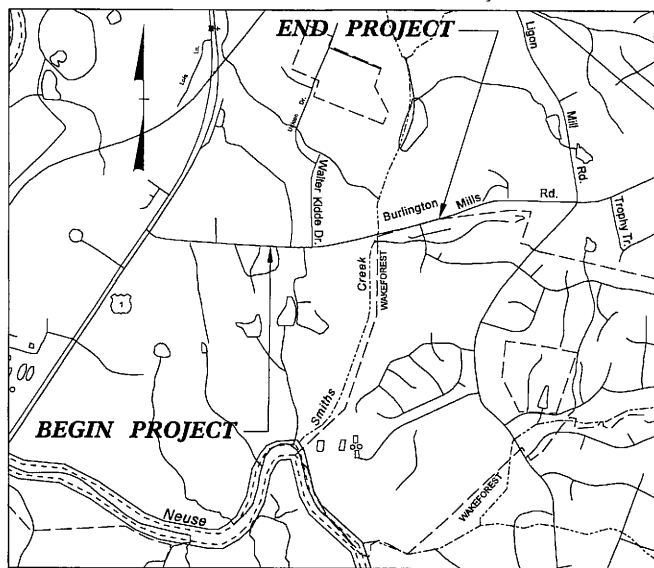 END PROJECT
Ligon
Mill
Rd.
Walter Kidde Dr.
Burlington
Mills
Rd.
Trophy Tr.
Creek
WAKEFOREST
1
Smiths
BEGIN PROJECT
Neuse
WAKEFOREST